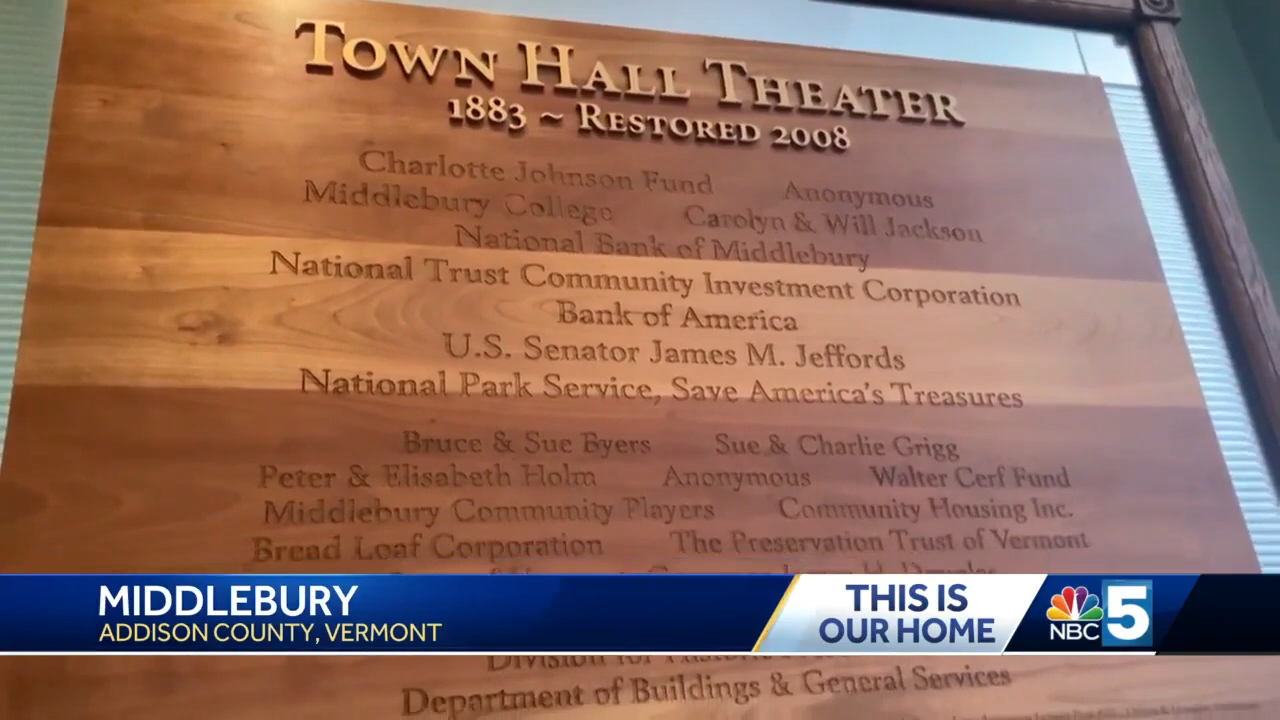 TOWN HALL THEATER
1883 ~ RESTORED 2008
Charlotte Johnson Fund Anonymous
Middlebury College Carolyn & Will Jackson
National Bank of Middlebury
National Trust Community Investment Corporation
Bank of America
U.S. Senator James M. Jeffords
National Park Service, Save America's Treasures
Bruce & Sue Byers Sue & Charlie Grigg
Peter & Elisabeth Holm Anonymous Walter Cerf Fund
Middlebury Community Players Community Housing Inc.
Bread Loaf Corporation The Preservation Trust of Vermont
MIDDLEBURY
ADDISON COUNTY, VERMONT
THIS IS
OUR HOME
NBC 5
Division for
Department of Buildings & General Services